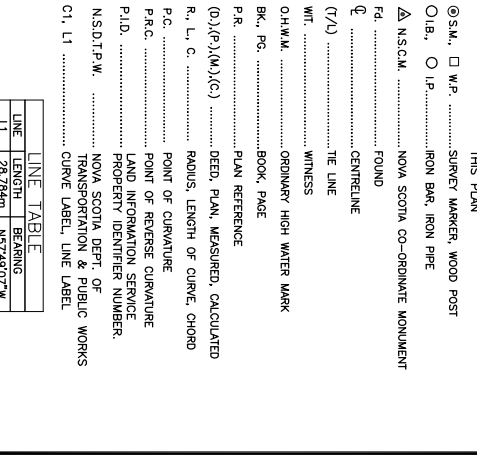 THIS PLAN
S.M., W.P. .......... SURVEY MARKER, WOOD POST
I.B., I.P. .......... IRON BAR, IRON PIPE
N.S.C.M. .......... NOVA SCOTIA CO-ORDINATE MONUMENT
Fd. .......... FOUND
℄ .......... CENTRELINE
(T/L) .......... TIE LINE
WIT. .......... WITNESS
O.H.W.M. .......... ORDINARY HIGH WATER MARK
BK., PG. .......... BOOK, PAGE
P.R. .......... PLAN REFERENCE
(D.),(P.),(M.),(C.) .......... DEED, PLAN, MEASURED, CALCULATED
R., L., C. .......... RADIUS, LENGTH OF CURVE, CHORD
P.C. .......... POINT OF CURVATURE
P.R.C. .......... POINT OF REVERSE CURVATURE
P.I.D. .......... LAND INFORMATION SERVICE
PROPERTY IDENTIFIER NUMBER.
N.S.D.T.P.W. .......... NOVA SCOTIA DEPT. OF
TRANSPORTATION & PUBLIC WORKS
C1, L1 .......... CURVE LABEL, LINE LABEL
LINE TABLE
LINE LENGTH BEARING
L1 28.784m N57°49'07"W